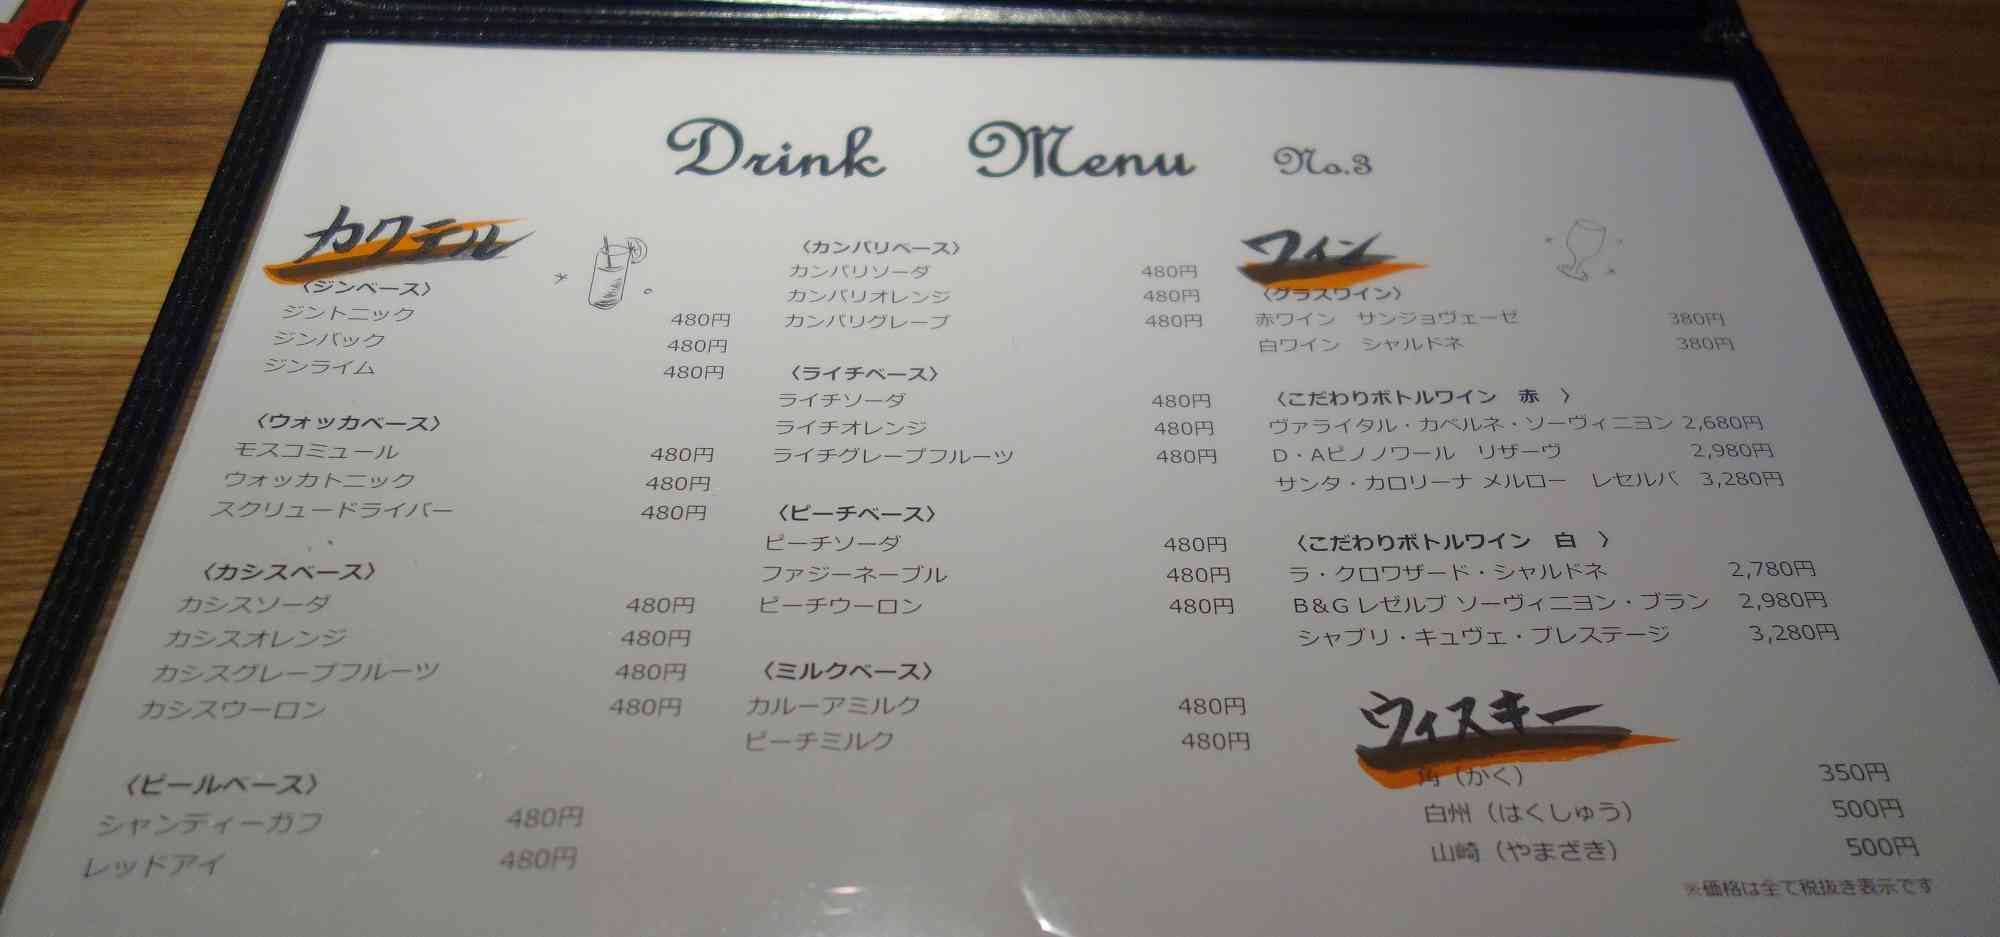 Drink Menu No.3
カクテル
〈ジンベース〉
ジントニック 480円
ジンバック 480円
ジンライム 480円
〈ウォッカベース〉
モスコミュール 480円
ウォッカトニック 480円
スクリュードライバー 480円
〈カシスベース〉
カシスソーダ 480円
カシスオレンジ 480円
カシスグレープフルーツ 480円
カシスウーロン 480円
〈ビールベース〉
シャンディーガフ 480円
レッドアイ 480円
〈カンパリベース〉
カンパリソーダ 480円
カンパリオレンジ 480円
カンパリグレープ 480円
〈ライチベース〉
ライチソーダ 480円
ライチオレンジ 480円
ライチグレープフルーツ 480円
〈ピーチベース〉
ピーチソーダ 480円
ファジーネーブル 480円
ピーチウーロン 480円
〈ミルクベース〉
カルーアミルク 480円
ピーチミルク 480円
ワイン
〈グラスワイン〉
赤ワイン サンジョヴェーゼ 380円
白ワイン シャルドネ 380円
〈こだわりボトルワイン 赤 〉
ヴァライタル・カベルネ・ソーヴィニヨン 2,680円
D・Aピノノワール リザーヴ 2,980円
サンタ・カロリーナ メルロー レセルバ 3,280円
〈こだわりボトルワイン 白 〉
ラ・クロワザード・シャルドネ 2,780円
B＆G レゼルブ ソーヴィニヨン・ブラン 2,980円
シャブリ・キュヴェ・プレステージ 3,280円
ウィスキー
角（かく） 350円
白州（はくしゅう） 500円
山崎（やまざき） 500円
※価格は全て税抜き表示です